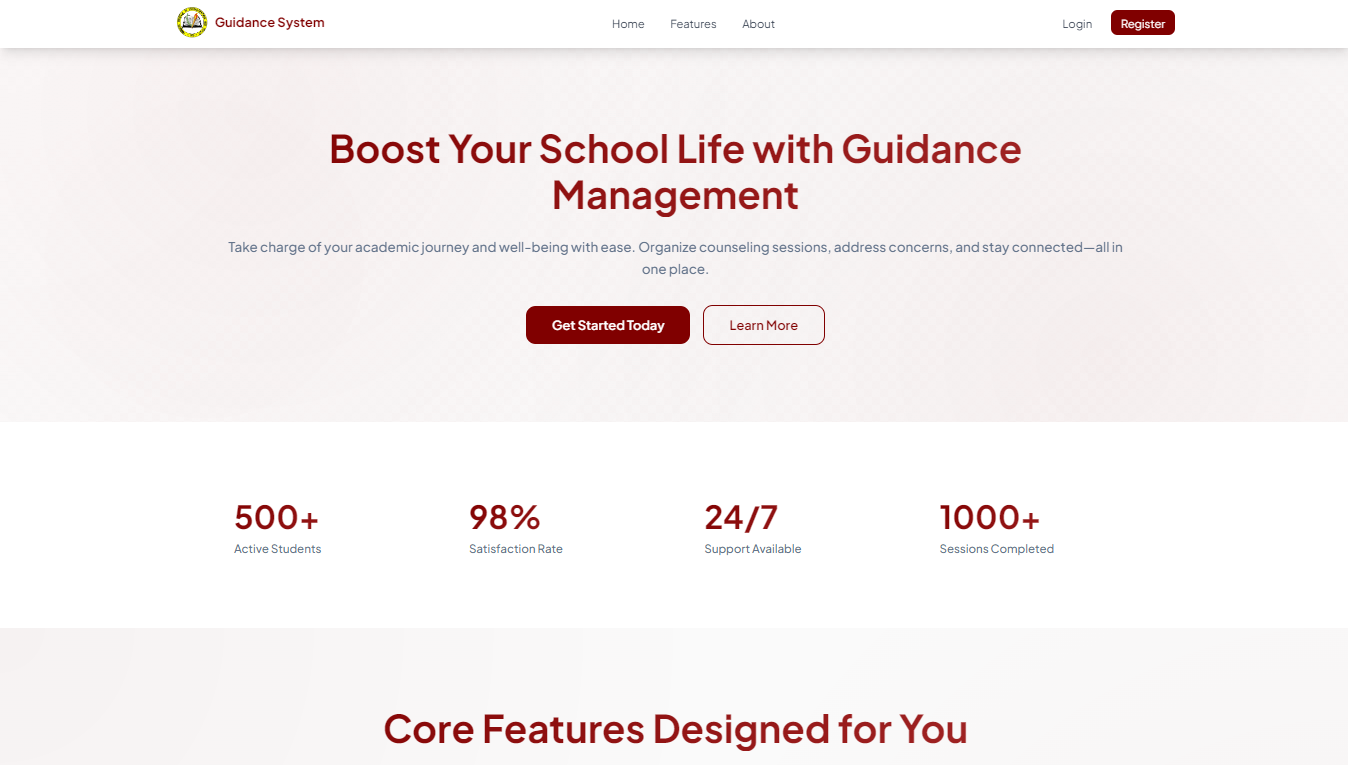 Guidance System
Home Features About
Login Register
Boost Your School Life with Guidance
Management
Take charge of your academic journey and well-being with ease. Organize counseling sessions, address concerns, and stay connected—all in
one place.
Get Started Today
Learn More
500+
Active Students
98%
Satisfaction Rate
24/7
Support Available
1000+
Sessions Completed
Core Features Designed for You